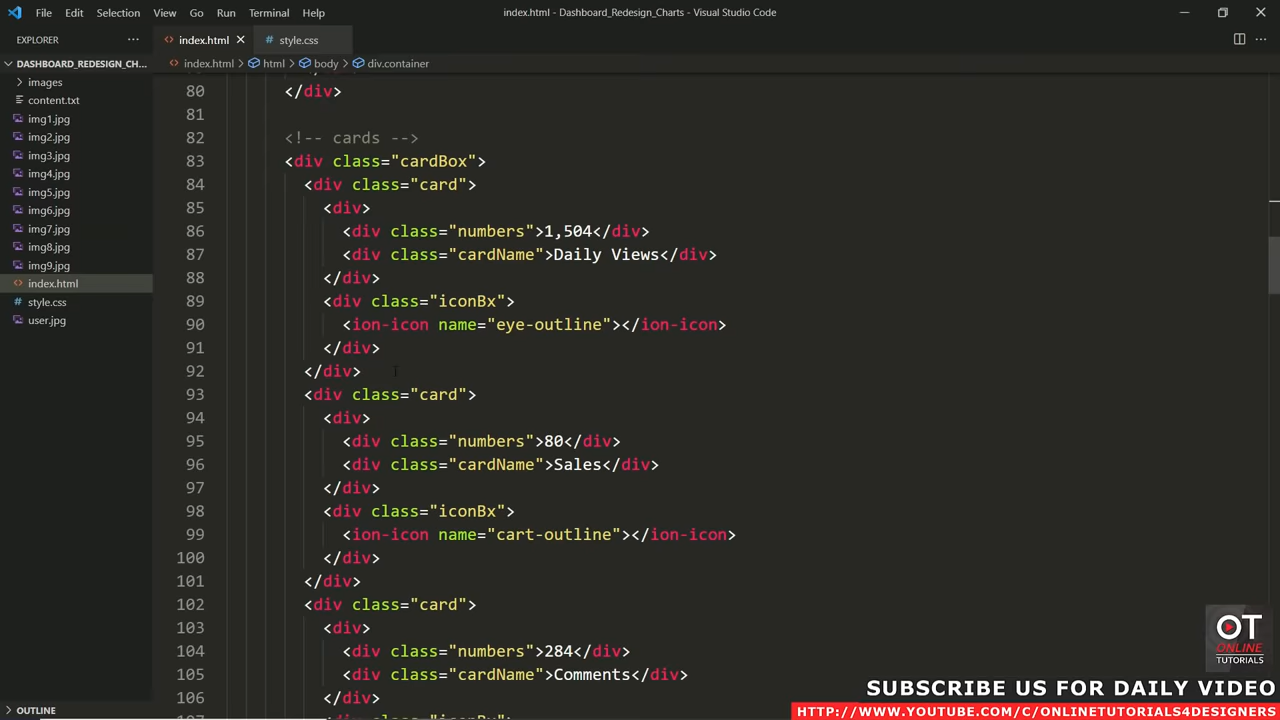 File Edit Selection View Go Run Terminal Help
index.html - Dashboard_Redesign_Charts - Visual Studio Code
EXPLORER
index.html
style.css
DASHBOARD_REDESIGN_CH...
index.html > html > body > div.container
images
content.txt
img1.jpg
img2.jpg
img3.jpg
img4.jpg
img5.jpg
img6.jpg
img7.jpg
img8.jpg
img9.jpg
index.html
style.css
user.jpg
80 </div>
81
82 <!-- cards -->
83 <div class="cardBox">
84 <div class="card">
85 <div>
86 <div class="numbers">1,504</div>
87 <div class="cardName">Daily Views</div>
88 </div>
89 <div class="iconBx">
90 <ion-icon name="eye-outline"></ion-icon>
91 </div>
92 </div>
93 <div class="card">
94 <div>
95 <div class="numbers">80</div>
96 <div class="cardName">Sales</div>
97 </div>
98 <div class="iconBx">
99 <ion-icon name="cart-outline"></ion-icon>
100 </div>
101 </div>
102 <div class="card">
103 <div>
104 <div class="numbers">284</div>
105 <div class="cardName">Comments</div>
106 </div>
OUTLINE
OT
ONLINE
TUTORIALS
SUBSCRIBE US FOR DAILY VIDEO
HTTP://WWW.YOUTUBE.COM/C/ONLINETUTORIALS4DESIGNERS